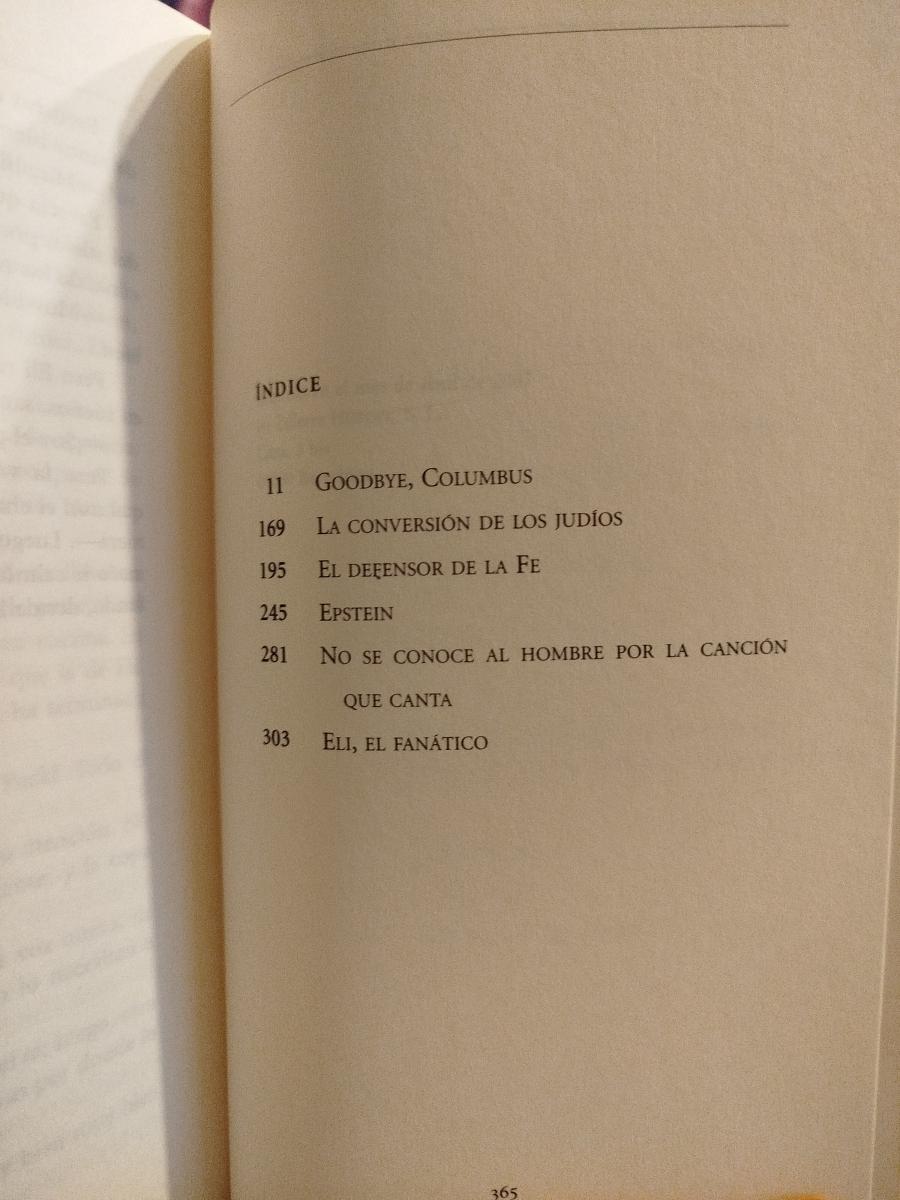 ÍNDICE
11 GOODBYE, COLUMBUS
169 LA CONVERSIÓN DE LOS JUDÍOS
195 EL DEFENSOR DE LA FE
245 EPSTEIN
281 NO SE CONOCE AL HOMBRE POR LA CANCIÓN
QUE CANTA
303 ELI, EL FANÁTICO
365